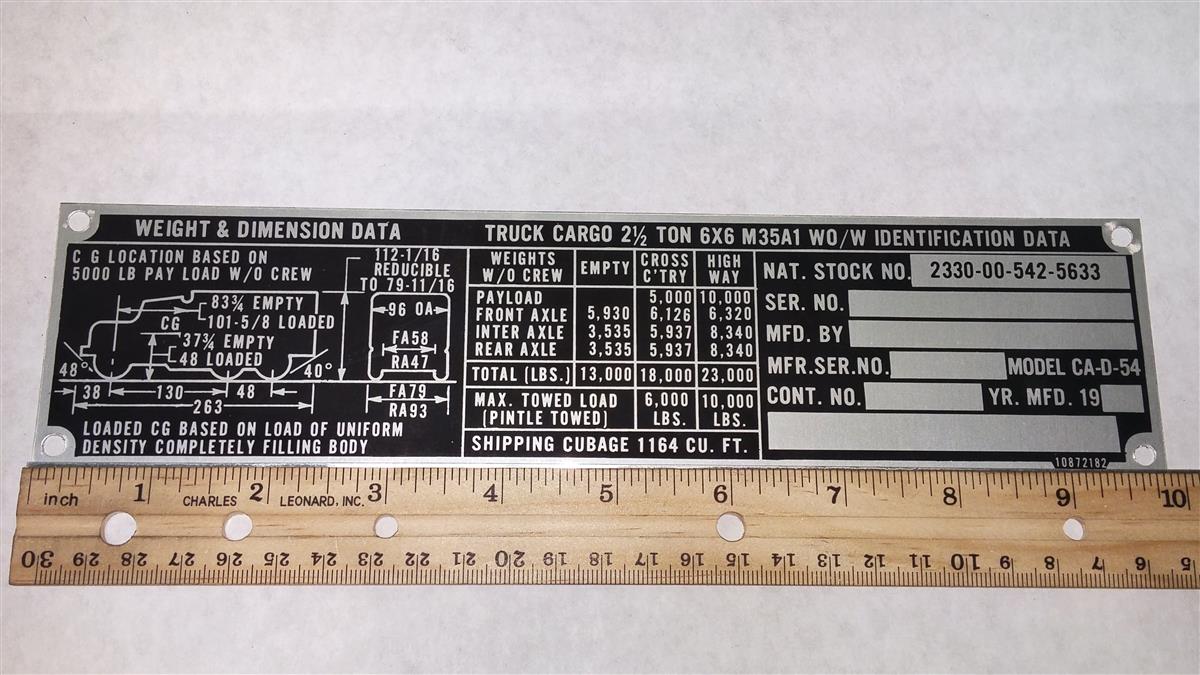 WEIGHT & DIMENSION DATA
TRUCK CARGO 2½ TON 6X6 M35A1 WO/W IDENTIFICATION DATA
C G LOCATION BASED ON
5000 LB PAY LOAD W/O CREW
112-1/16
REDUCIBLE
TO 79-11/16
83¾ EMPTY
CG
101-5/8 LOADED
37¾ EMPTY
48 LOADED
48°
40°
38
130
48
263
96 OA
FA58
RA47
FA79
RA93
LOADED CG BASED ON LOAD OF UNIFORM
DENSITY COMPLETELY FILLING BODY
WEIGHTS W/O CREW EMPTY CROSS C'TRY HIGH WAY
PAYLOAD 5,000 10,000
FRONT AXLE 5,930 6,126 6,320
INTER AXLE 3,535 5,937 8,340
REAR AXLE 3,535 5,937 8,340
TOTAL (LBS.) 13,000 18,000 23,000
MAX. TOWED LOAD (PINTLE TOWED) 6,000 LBS. 10,000 LBS.
SHIPPING CUBAGE 1164 CU. FT.
NAT. STOCK NO. 2330-00-542-5633
SER. NO.
MFD. BY
MFR.SER.NO. MODEL CA-D-54
CONT. NO. YR. MFD. 19
10872182
inch 1 2 3 4 5 6 7 8 9 10
CHARLES LEONARD, INC.
30 29 28 27 26 25 24 23 22 21 20 19 18 17 16 15 14 13 12 11 10 9 8 7 6 5